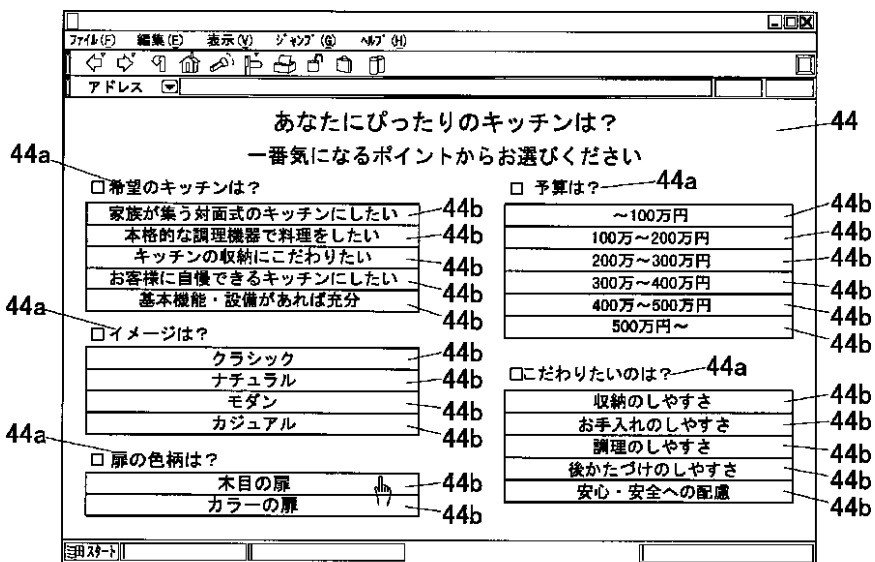 ファイル(F) 編集(E) 表示(V) ジャンプ(G) ヘルプ(H)
アドレス
あなたにぴったりのキッチンは？
44
一番気になるポイントからお選びください
44a
□希望のキッチンは？
家族が集う対面式のキッチンにしたい
44b
本格的な調理機器で料理をしたい
44b
キッチンの収納にこだわりたい
44b
お客様に自慢できるキッチンにしたい
44b
基本機能・設備があれば充分
44b
44a
□イメージは？
クラシック
44b
ナチュラル
44b
モダン
44b
カジュアル
44b
44a
□扉の色柄は？
木目の扉
44b
カラーの扉
44b
□ 予算は？
44a
～100万円
44b
100万～200万円
44b
200万～300万円
44b
300万～400万円
44b
400万～500万円
44b
500万円～
44b
□こだわりたいのは？
44a
収納のしやすさ
44b
お手入れのしやすさ
44b
調理のしやすさ
44b
後かたづけのしやすさ
44b
安心・安全への配慮
44b
スタート